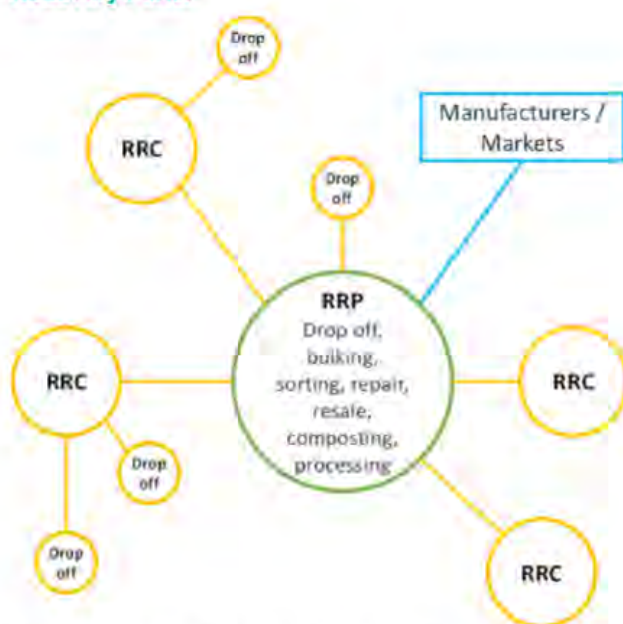 Drop
off
RRC
Manufacturers /
Markets
Drop
off
RRP
Drop off,
bulking,
sorting, repair,
resale,
composting,
processing
RRC
RRC
Drop
off
Drop
off
RRC